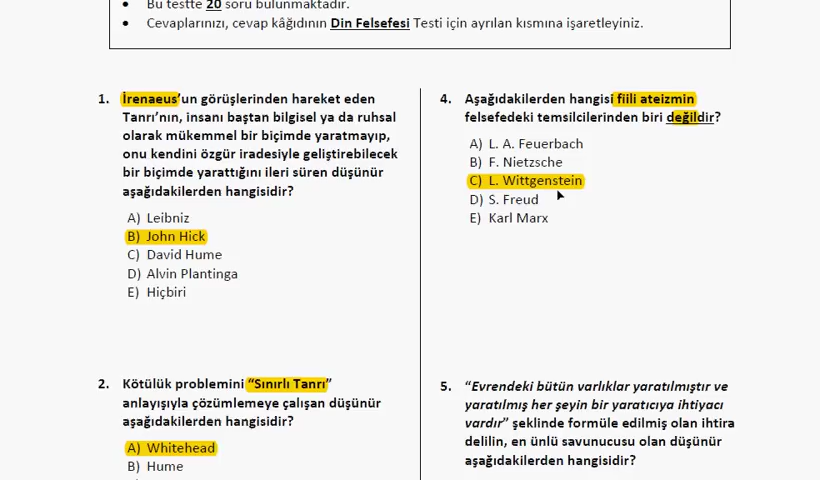 • Bu testte 20 soru bulunmaktadır.
• Cevaplarınızı, cevap kâğıdının Din Felsefesi Testi için ayrılan kısmına işaretleyiniz.
1. İrenaeus'un görüşlerinden hareket eden
Tanrı'nın, insanı baştan bilgisel ya da ruhsal
olarak mükemmel bir biçimde yaratmayıp,
onu kendini özgür iradesiyle geliştirebilecek
bir biçimde yarattığını ileri süren düşünür
aşağıdakilerden hangisidir?
A) Leibniz
B) John Hick
C) David Hume
D) Alvin Plantinga
E) Hiçbiri
2. Kötülük problemini “Sınırlı Tanrı”
anlayışıyla çözümlemeye çalışan düşünür
aşağıdakilerden hangisidir?
A) Whitehead
B) Hume
4. Aşağıdakilerden hangisi fiili ateizmin
felsefedeki temsilcilerinden biri değildir?
A) L. A. Feuerbach
B) F. Nietzsche
C) L. Wittgenstein
D) S. Freud
E) Karl Marx
5. “Evrendeki bütün varlıklar yaratılmıştır ve
yaratılmış her şeyin bir yaratıcıya ihtiyacı
vardır” şeklinde formüle edilmiş olan ihtira
delilin, en ünlü savunucusu olan düşünür
aşağıdakilerden hangisidir?